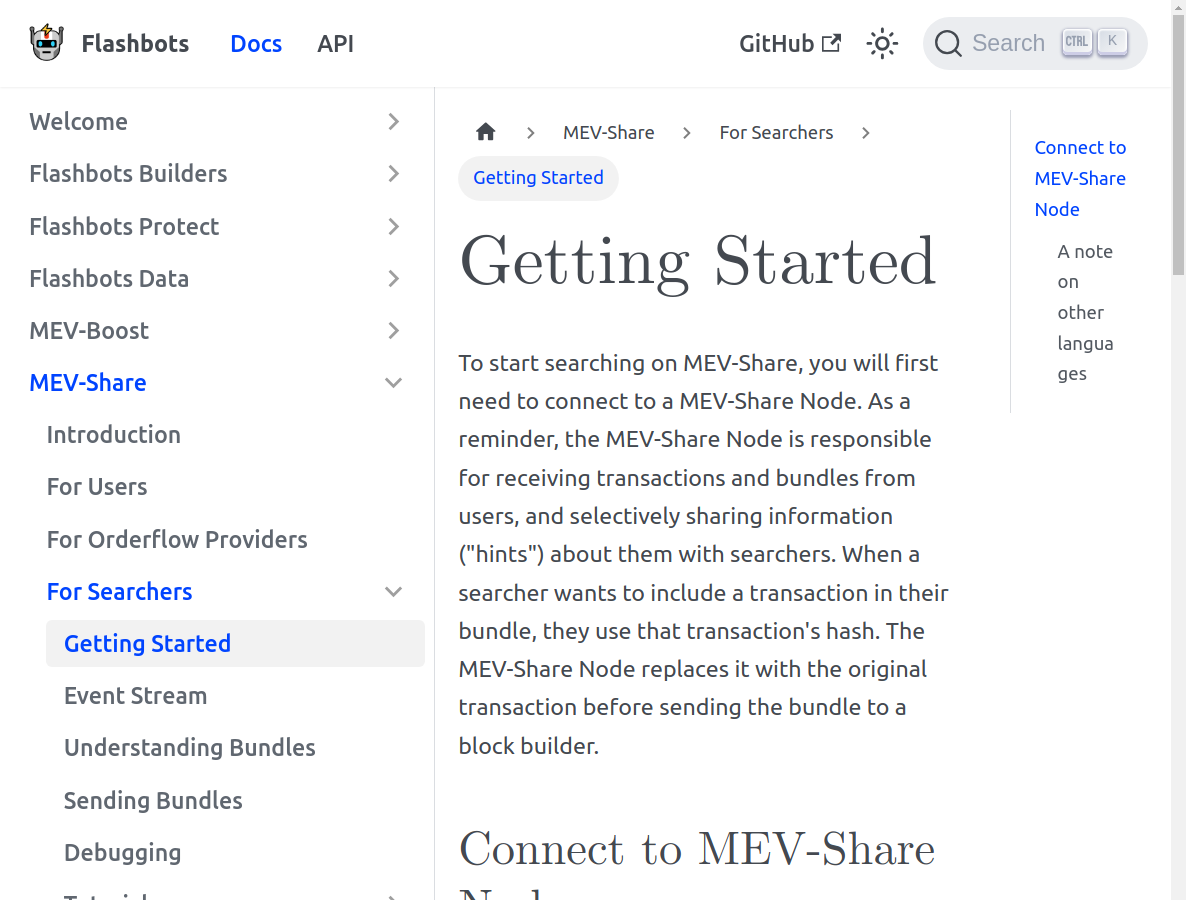 Flashbots
Docs
API
GitHub
Search
CTRL
K
Welcome
Flashbots Builders
Flashbots Protect
Flashbots Data
MEV-Boost
MEV-Share
Introduction
For Users
For Orderflow Providers
For Searchers
Getting Started
Event Stream
Understanding Bundles
Sending Bundles
Debugging
MEV-Share
For Searchers
Getting Started
Getting Started
To start searching on MEV-Share, you will first
need to connect to a MEV-Share Node. As a
reminder, the MEV-Share Node is responsible
for receiving transactions and bundles from
users, and selectively sharing information
("hints") about them with searchers. When a
searcher wants to include a transaction in their
bundle, they use that transaction's hash. The
MEV-Share Node replaces it with the original
transaction before sending the bundle to a
block builder.
Connect to MEV-Share
Node
Connect to
MEV-Share
Node
A note
on
other
langua
ges